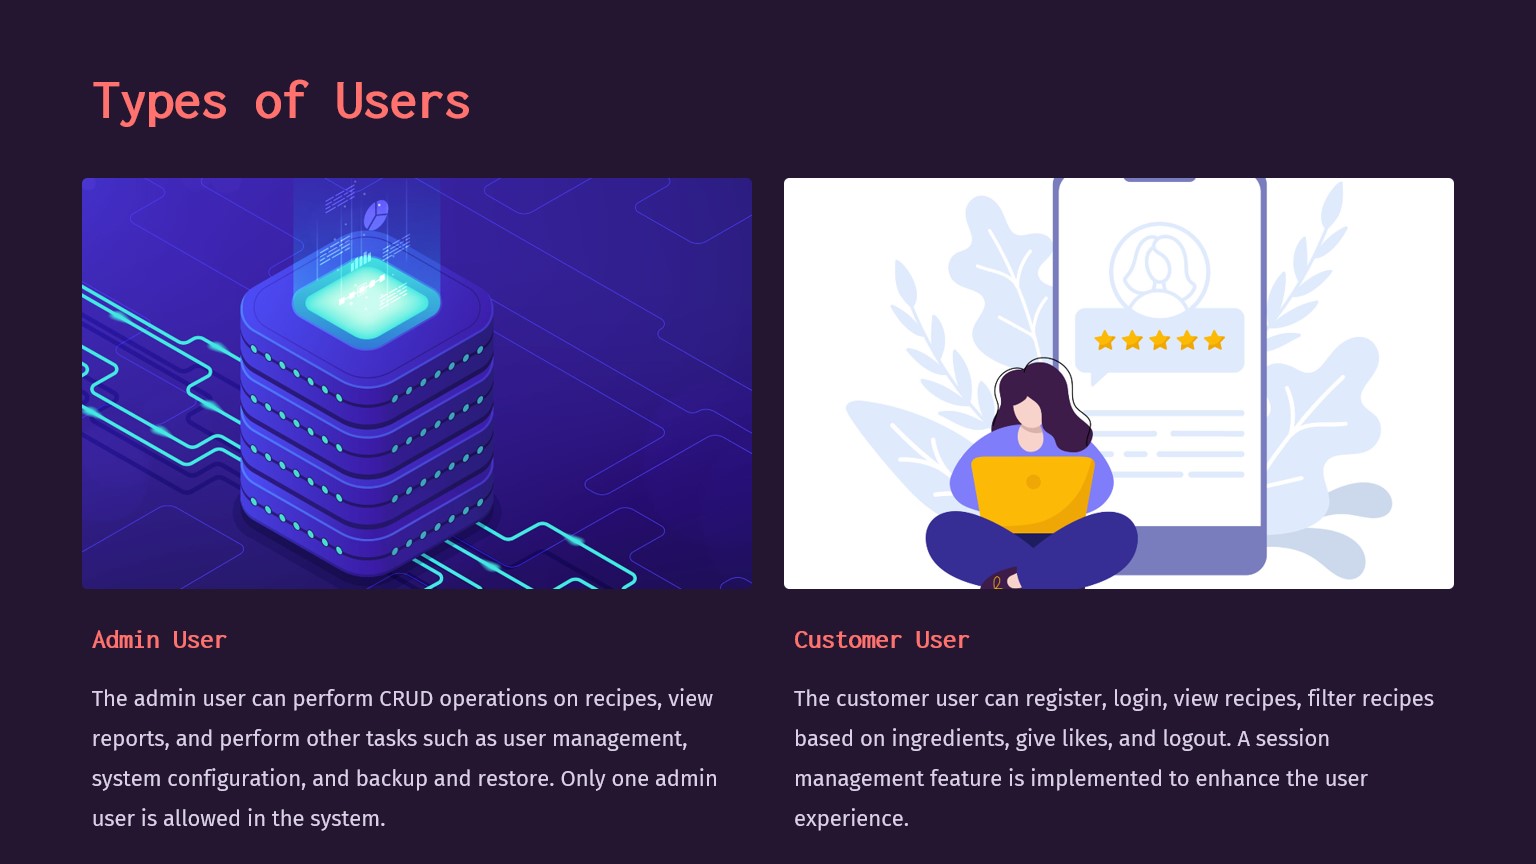 Types of Users
Admin User
The admin user can perform CRUD operations on recipes, view
reports, and perform other tasks such as user management,
system configuration, and backup and restore. Only one admin
user is allowed in the system.
Customer User
The customer user can register, login, view recipes, filter recipes
based on ingredients, give likes, and logout. A session
management feature is implemented to enhance the user
experience.